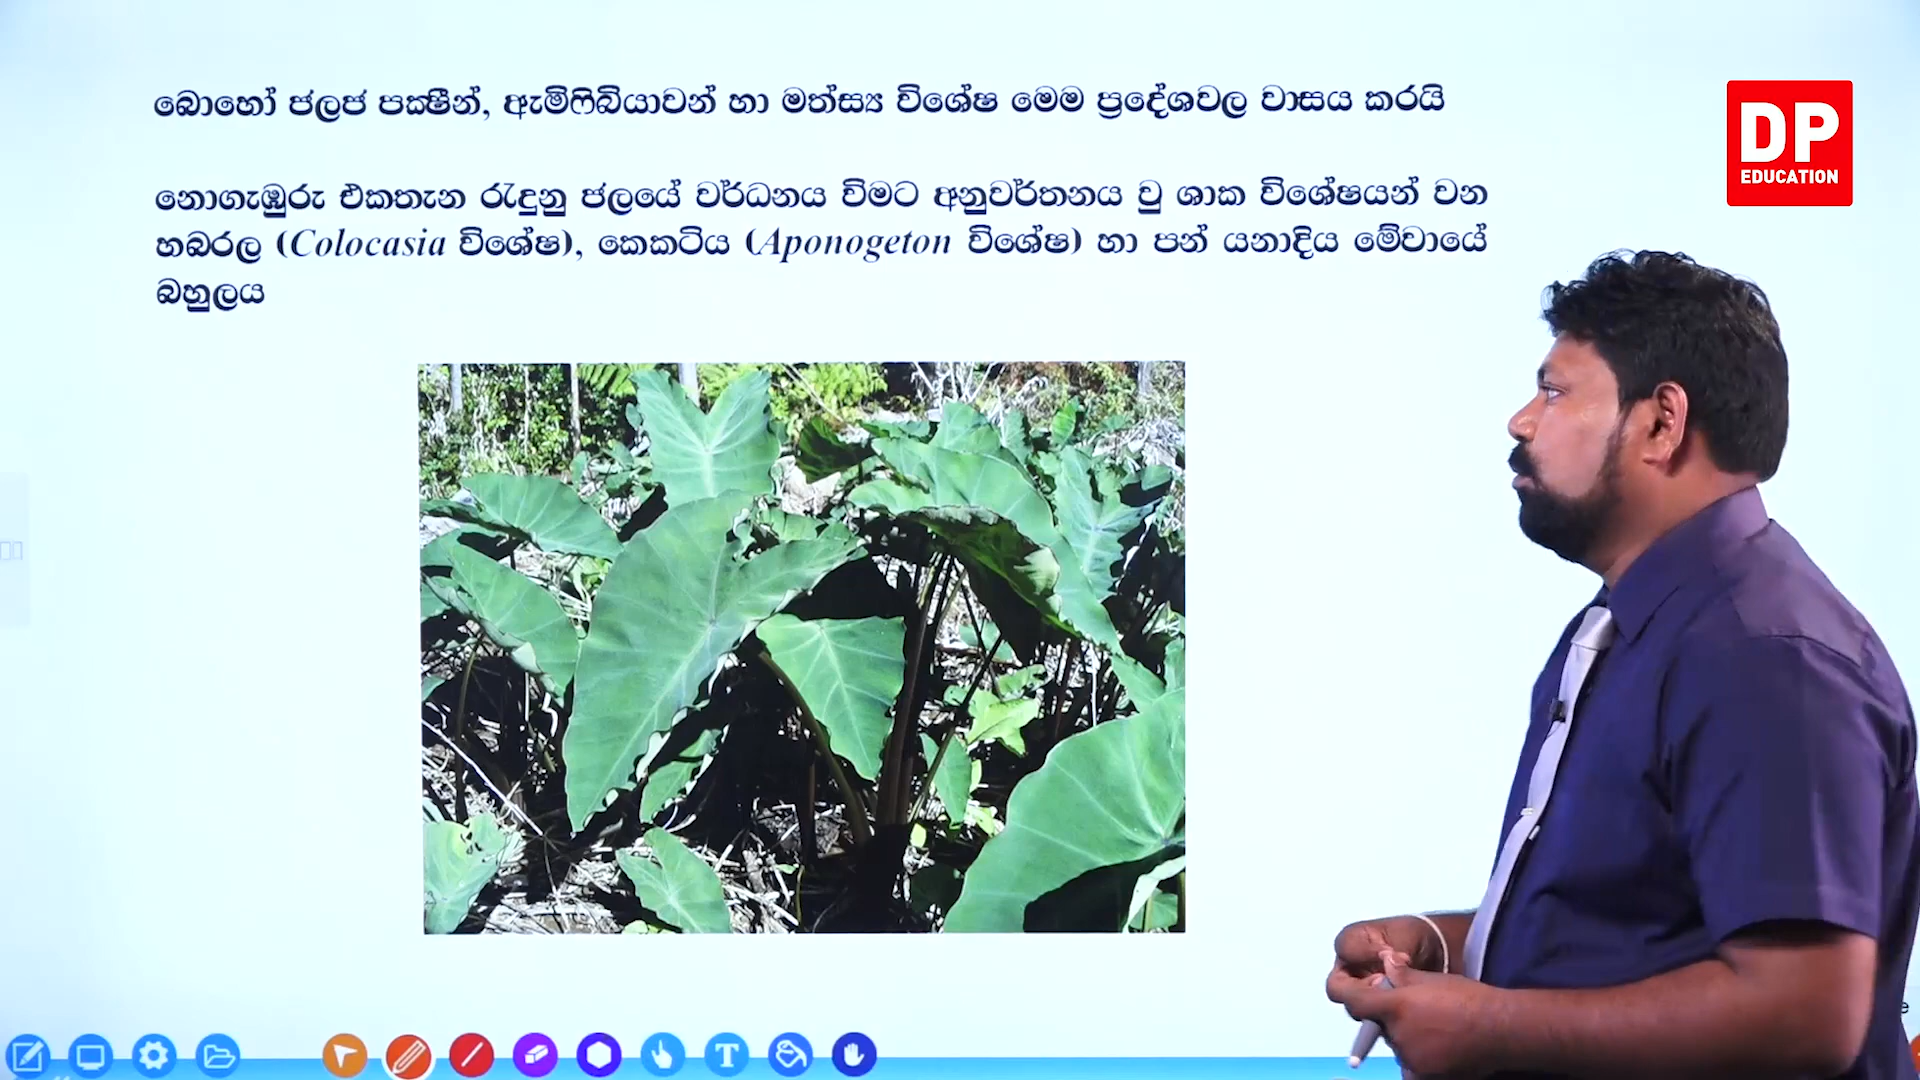 බොහෝ ජලජ පක්‍ෂීන්, ඇම්ෆිබියාවන් හා මත්ස්‍ය විශේෂ මෙම ප්‍රදේශවල වාසය කරයි
නොගැඹුරු එකතැන රැදුනු ජලයේ වර්ධනය වීමට අනුවර්තනය වු ශාක විශේෂයන් වන
හබරල (Colocasia විශේෂ), කෙකටිය (Aponogeton විශේෂ) හා පන් යනාදිය මේවායේ
බහුලය
DP
EDUCATION
T